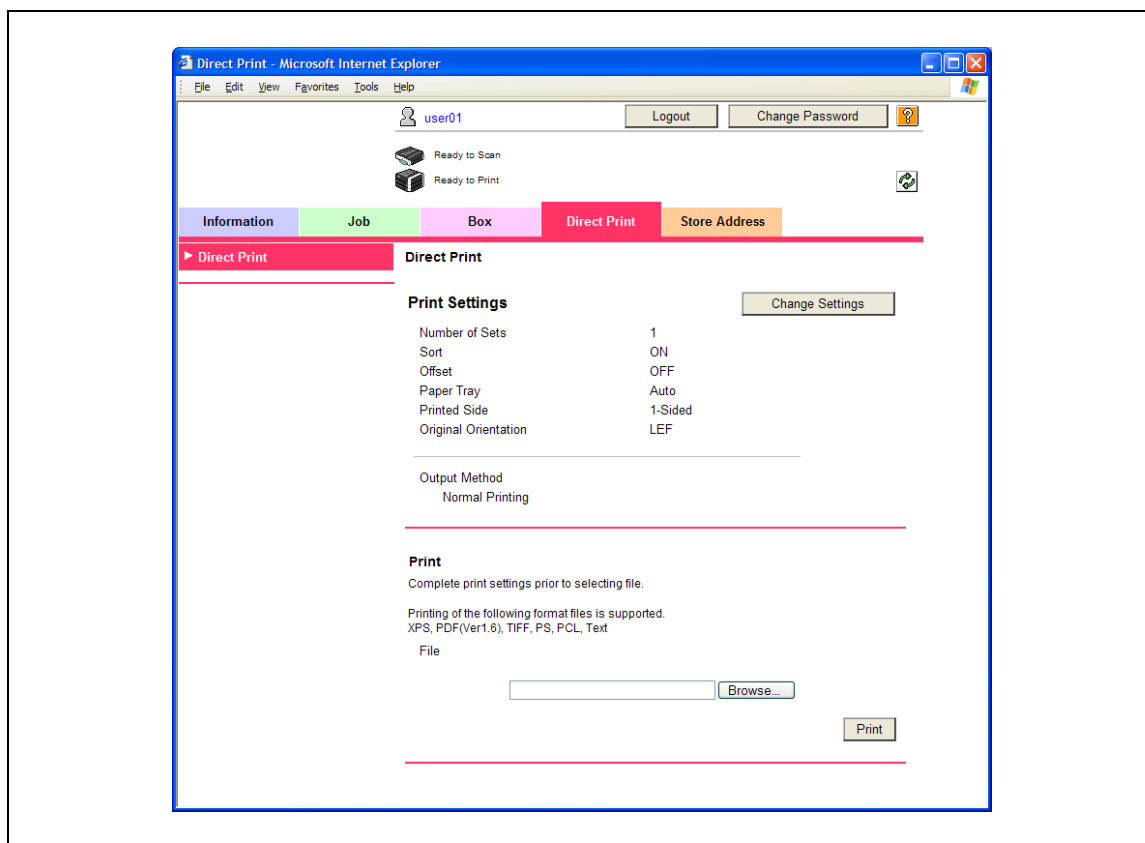 Direct Print - Microsoft Internet Explorer
File Edit View Favorites Tools Help
user01 Logout Change Password ?
Ready to Scan
Ready to Print
Information Job Box Direct Print Store Address
Direct Print
Direct Print
Print Settings Change Settings
Number of Sets 1
Sort ON
Offset OFF
Paper Tray Auto
Printed Side 1-Sided
Original Orientation LEF
Output Method
Normal Printing
Print
Complete print settings prior to selecting file.
Printing of the following format files is supported.
XPS, PDF(Ver1.6), TIFF, PS, PCL, Text
File
Browse...
Print